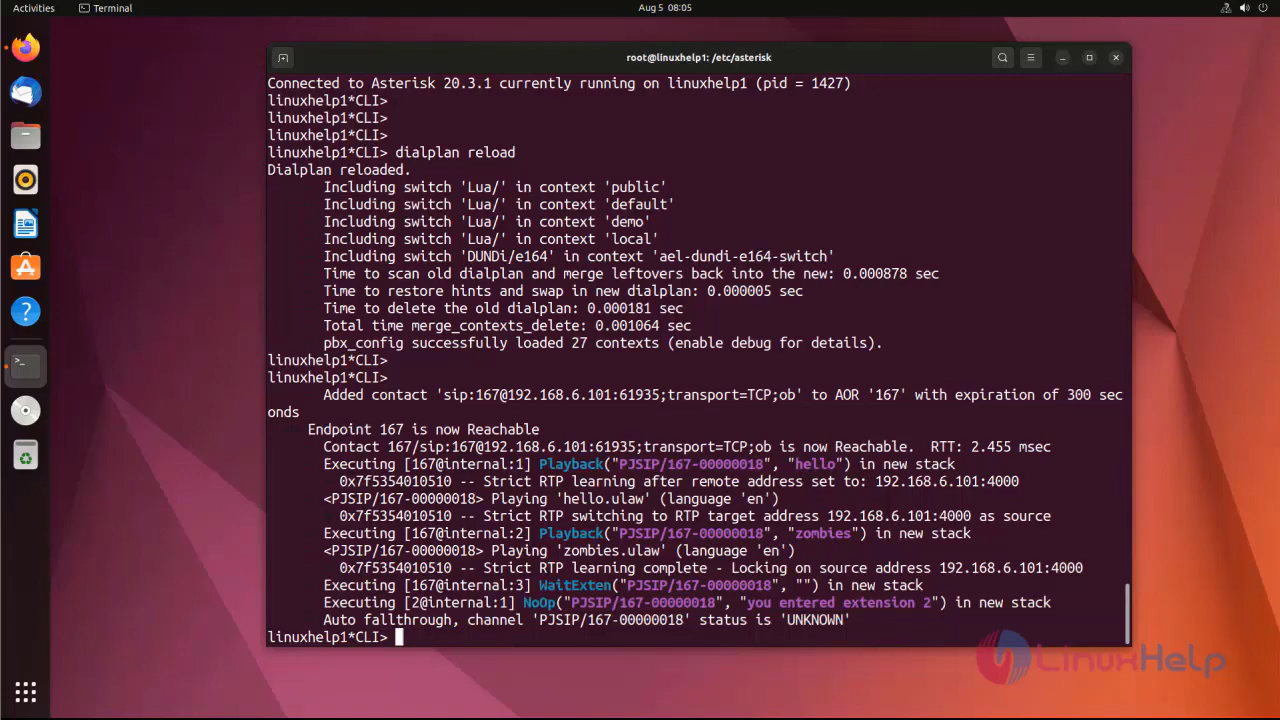 Activities
Terminal
Aug 5 08:05
root@linuxhelp1: /etc/asterisk
Connected to Asterisk 20.3.1 currently running on linuxhelp1 (pid = 1427)
linuxhelp1*CLI>
linuxhelp1*CLI>
linuxhelp1*CLI>
linuxhelp1*CLI> dialplan reload
Dialplan reloaded.
Including switch 'Lua/' in context 'public'
Including switch 'Lua/' in context 'default'
Including switch 'Lua/' in context 'demo'
Including switch 'Lua/' in context 'local'
Including switch 'DUNDi/e164' in context 'ael-dundi-e164-switch'
Time to scan old dialplan and merge leftovers back into the new: 0.000878 sec
Time to restore hints and swap in new dialplan: 0.000005 sec
Time to delete the old dialplan: 0.000181 sec
Total time merge_contexts_delete: 0.001064 sec
pbx_config successfully loaded 27 contexts (enable debug for details).
linuxhelp1*CLI>
linuxhelp1*CLI>
Added contact 'sip:167@192.168.6.101:61935;transport=TCP;ob' to AOR '167' with expiration of 300 sec
onds
Endpoint 167 is now Reachable
Contact 167/sip:167@192.168.6.101:61935;transport=TCP;ob is now Reachable.  RTT: 2.455 msec
Executing [167@internal:1] Playback("PJSIP/167-00000018", "hello") in new stack
0x7f5354010510 -- Strict RTP learning after remote address set to: 192.168.6.101:4000
<PJSIP/167-00000018> Playing 'hello.ulaw' (language 'en')
0x7f5354010510 -- Strict RTP switching to RTP target address 192.168.6.101:4000 as source
Executing [167@internal:2] Playback("PJSIP/167-00000018", "zombies") in new stack
<PJSIP/167-00000018> Playing 'zombies.ulaw' (language 'en')
0x7f5354010510 -- Strict RTP learning complete - Locking on source address 192.168.6.101:4000
Executing [167@internal:3] WaitExten("PJSIP/167-00000018", "") in new stack
Executing [2@internal:1] NoOp("PJSIP/167-00000018", "you entered extension 2") in new stack
Auto fallthrough, channel 'PJSIP/167-00000018' status is 'UNKNOWN'
linuxhelp1*CLI>
LinuxHelp